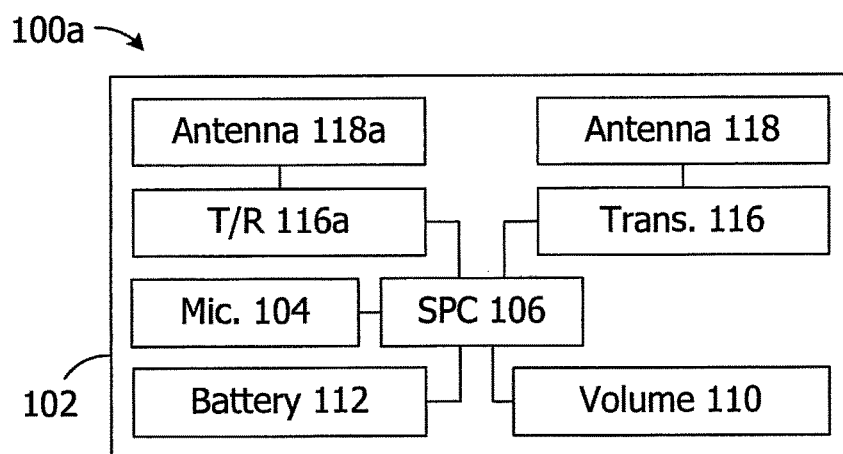 100a
Antenna 118a
Antenna 118
T/R 116a
Trans. 116
Mic. 104
SPC 106
102
Battery 112
Volume 110